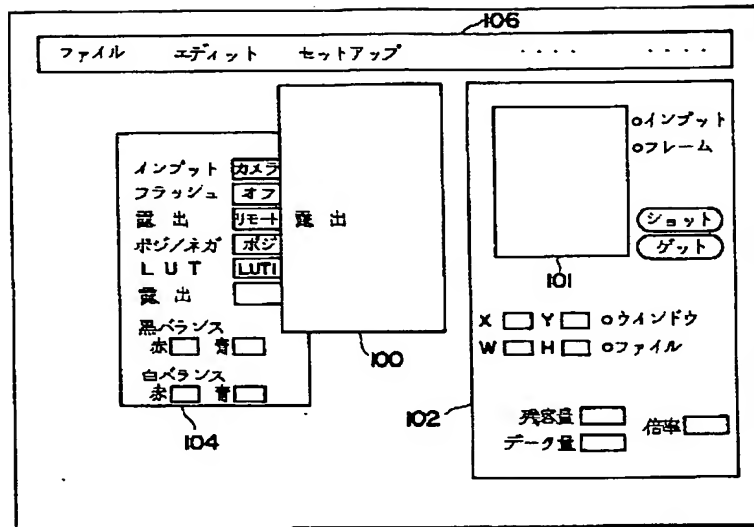 106
ファイル エディット セットアップ ・・・・ ・・・・
インプット カメラ
フラッシュ オフ
露出 リモート 露出
ポジ/ネガ ポジ
LUT LUT1
露出
黒バランス
赤 青
白バランス
赤 青
104
100
インプット
フレーム
ショット
ゲット
101
X Y ウインドウ
W H ファイル
102
残容量
データ量 倍率